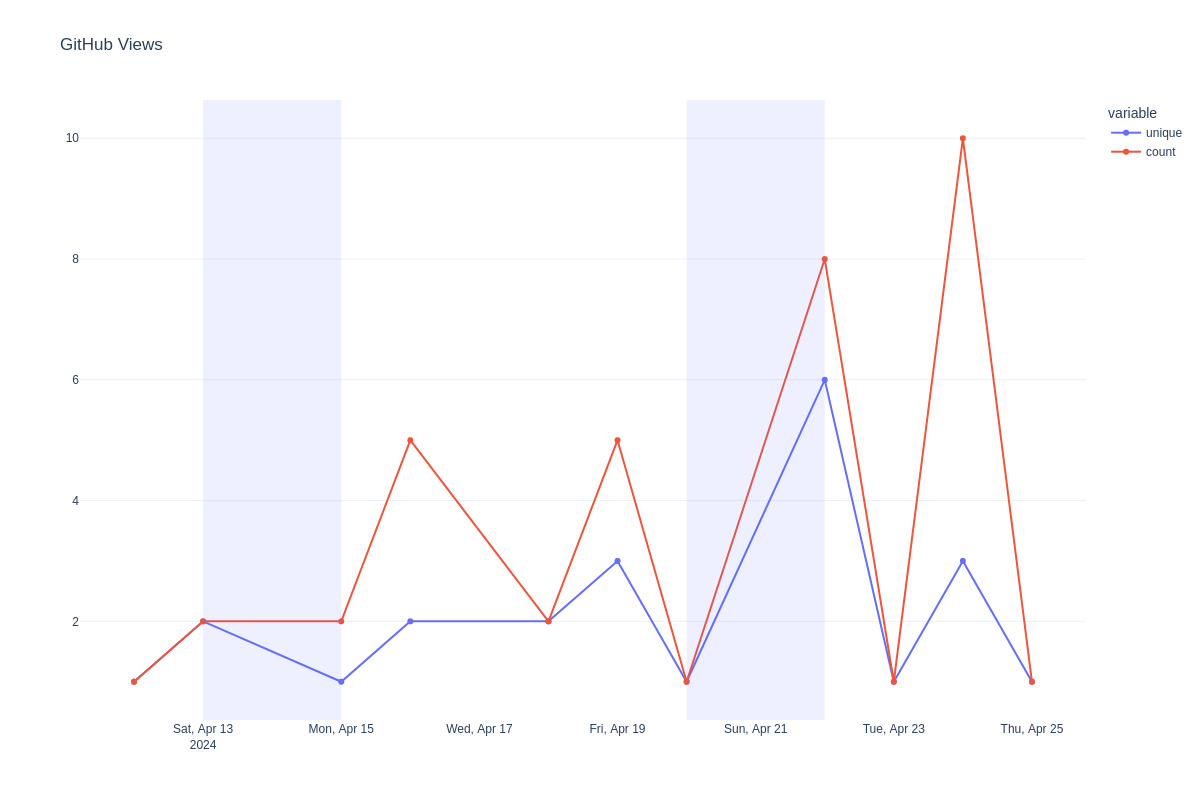 GitHub Views
variable
unique
count
10
8
6
4
2
Sat, Apr 13
2024
Mon, Apr 15
Wed, Apr 17
Fri, Apr 19
Sun, Apr 21
Tue, Apr 23
Thu, Apr 25